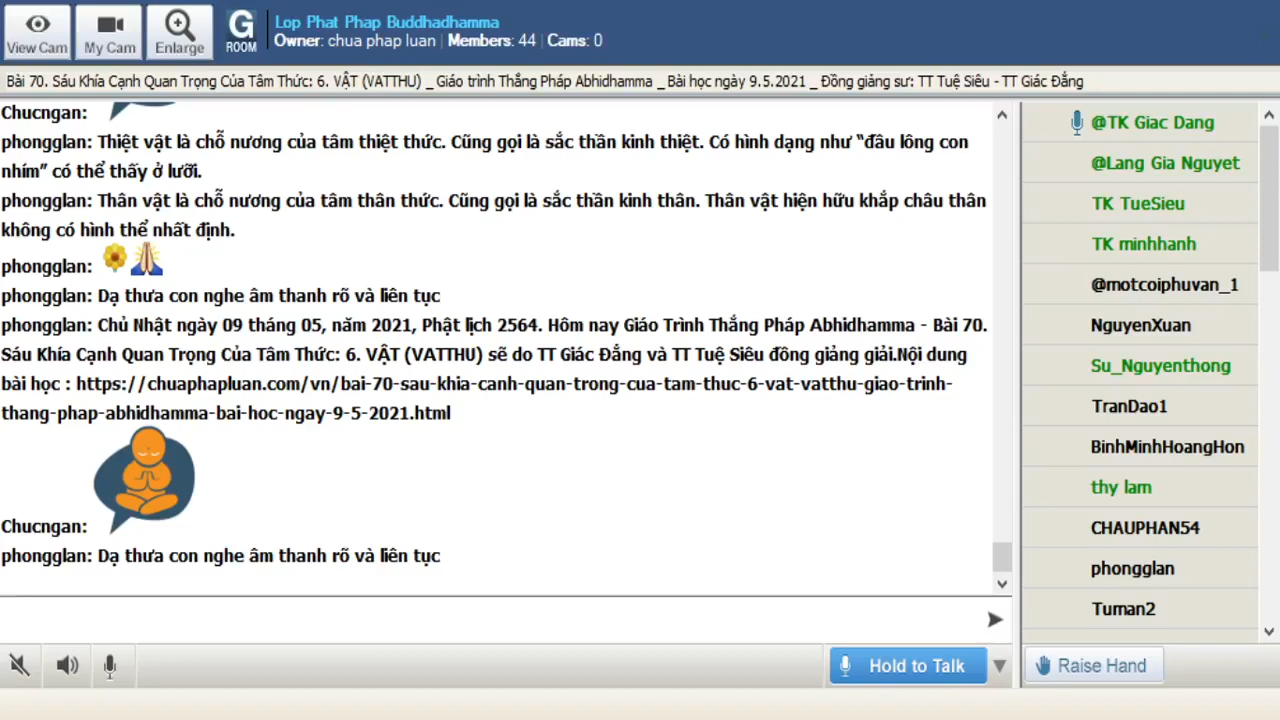 View Cam
My Cam
Enlarge
G
ROOM
Lop Phat Phap Buddhadhamma
Owner: chua phap luan | Members: 44 | Cams: 0
Bài 70. Sáu Khía Cạnh Quan Trọng Của Tâm Thức: 6. VẬT (VATTHU) _ Giáo trình Thắng Pháp Abhidhamma _ Bài học ngày 9.5.2021 _ Đồng giảng sư: TT Tuệ Siêu - TT Giác Đẳng
Chucngan:
phongglan: Thiệt vật là chỗ nương của tâm thiệt thức. Cũng gọi là sắc thần kinh thiệt. Có hình dạng như “đầu lông con
nhím” có thể thấy ở lưỡi.
phongglan: Thân vật là chỗ nương của tâm thân thức. Cũng gọi là sắc thần kinh thân. Thân vật hiện hữu khắp châu thân
không có hình thể nhất định.
phongglan:
phongglan: Dạ thưa con nghe âm thanh rõ và liên tục
phongglan: Chủ Nhật ngày 09 tháng 05, năm 2021, Phật lịch 2564. Hôm nay Giáo Trình Thắng Pháp Abhidhamma - Bài 70.
Sáu Khía Cạnh Quan Trọng Của Tâm Thức: 6. VẬT (VATTHU) sẽ do TT Giác Đẳng và TT Tuệ Siêu đồng giảng giải.Nội dung
bài học : https://chuaphapluan.com/vn/bai-70-sau-khia-canh-quan-trong-cua-tam-thuc-6-vat-vatthu-giao-trinh-
thang-phap-abhidhamma-bai-hoc-ngay-9-5-2021.html
Chucngan:
phongglan: Dạ thưa con nghe âm thanh rõ và liên tục
@TK Giac Dang
@Lang Gia Nguyet
TK TueSieu
TK minhhanh
@motcoiphuvan_1
NguyenXuan
Su_Nguyenthong
TranDao1
BinhMinhHoangHon
thy lam
CHAUPHAN54
phongglan
Tuman2
Hold to Talk
Raise Hand